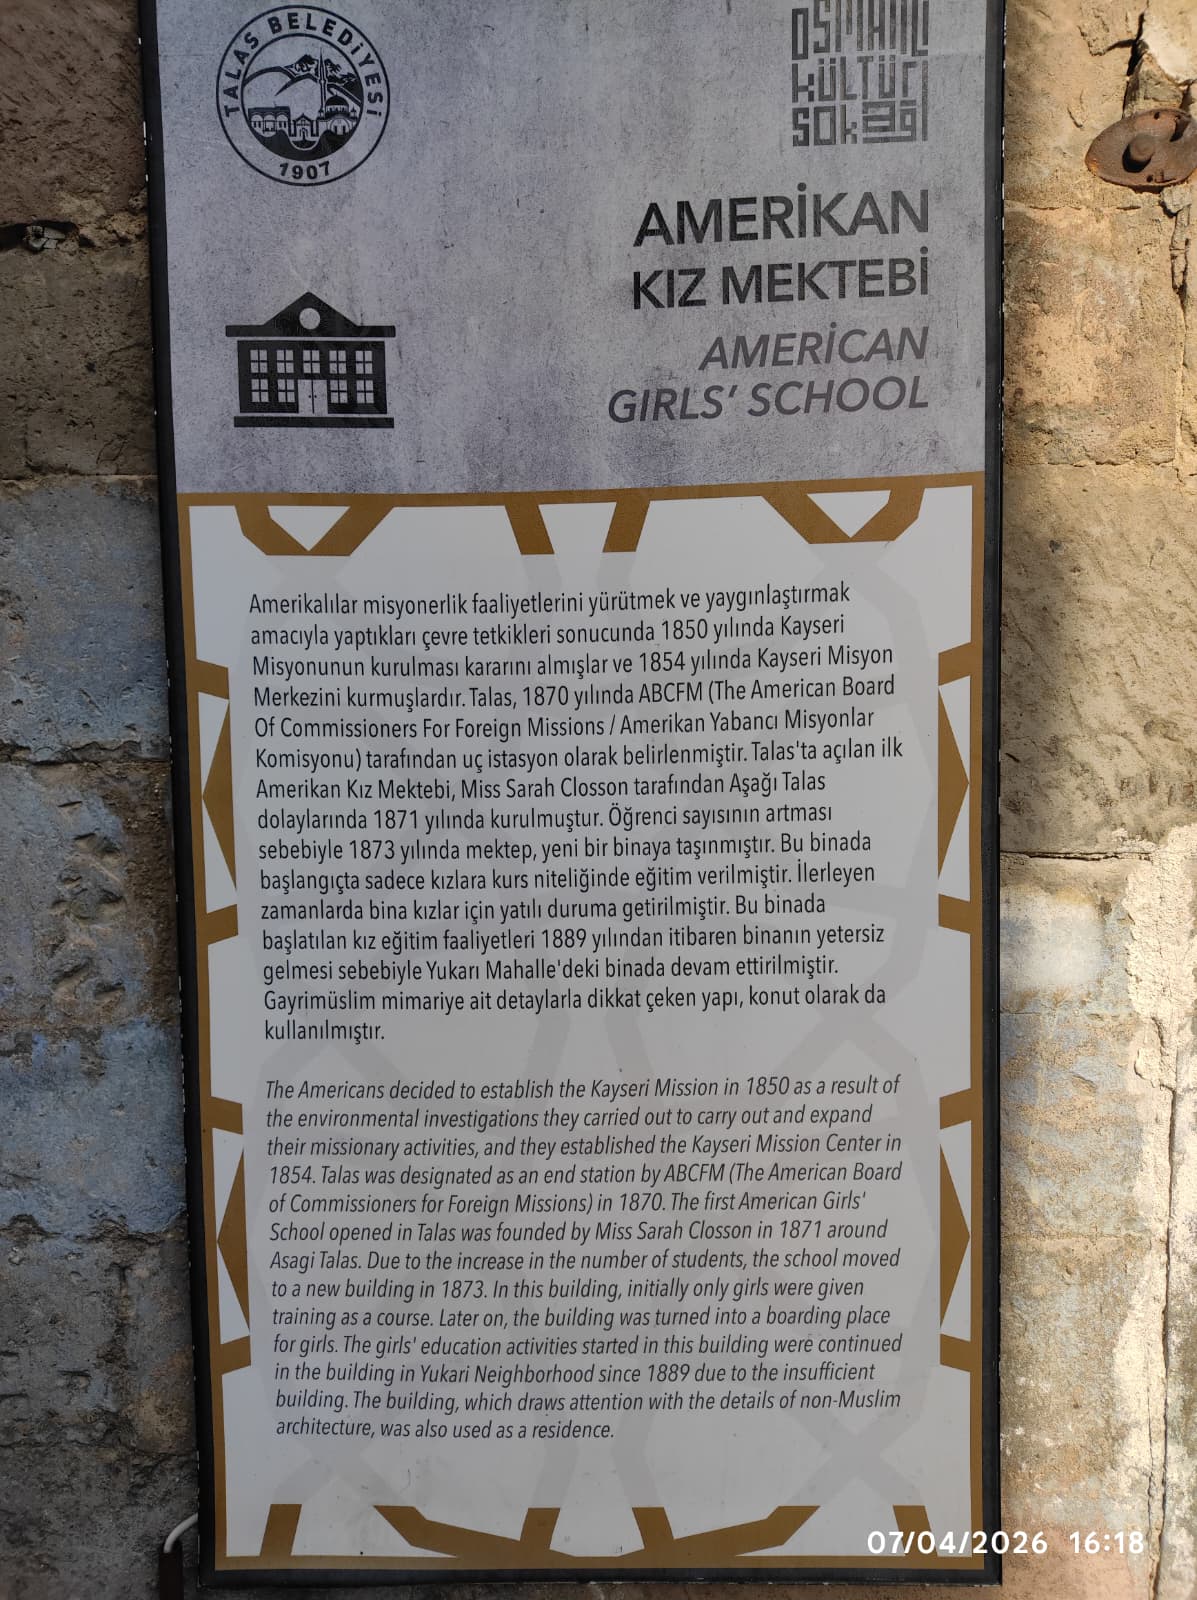 TALAS BELEDİYESİ
1907
OSMANLI
KÜLTÜR
SOKAĞI
AMERİKAN
KIZ MEKTEBİ
AMERİCAN
GIRLS' SCHOOL
Amerikalılar misyonerlik faaliyetlerini yürütmek ve yaygınlaştırmak
amacıyla yaptıkları çevre tetkikleri sonucunda 1850 yılında Kayseri
Misyonunun kurulması kararını almışlar ve 1854 yılında Kayseri Misyon
Merkezini kurmuşlardır. Talas, 1870 yılında ABCFM (The American Board
Of Commissioners For Foreign Missions / Amerikan Yabancı Misyonlar
Komisyonu) tarafından uç istasyon olarak belirlenmiştir. Talas'ta açılan ilk
Amerikan Kız Mektebi, Miss Sarah Closson tarafından Aşağı Talas
dolaylarında 1871 yılında kurulmuştur. Öğrenci sayısının artması
sebebiyle 1873 yılında mektep, yeni bir binaya taşınmıştır. Bu binada
başlangıçta sadece kızlara kurs niteliğinde eğitim verilmiştir. İlerleyen
zamanlarda bina kızlar için yatılı duruma getirilmiştir. Bu binada
başlatılan kız eğitim faaliyetleri 1889 yılından itibaren binanın yetersiz
gelmesi sebebiyle Yukarı Mahalle'deki binada devam ettirilmiştir.
Gayrimüslim mimariye ait detaylarla dikkat çeken yapı, konut olarak da
kullanılmıştır.
The Americans decided to establish the Kayseri Mission in 1850 as a result of
the environmental investigations they carried out to carry out and expand
their missionary activities, and they established the Kayseri Mission Center in
1854. Talas was designated as an end station by ABCFM (The American Board
of Commissioners for Foreign Missions) in 1870. The first American Girls'
School opened in Talas was founded by Miss Sarah Closson in 1871 around
Asagi Talas. Due to the increase in the number of students, the school moved
to a new building in 1873. In this building, initially only girls were given
training as a course. Later on, the building was turned into a boarding place
for girls. The girls' education activities started in this building were continued
in the building in Yukari Neighborhood since 1889 due to the insufficient
building. The building, which draws attention with the details of non-Muslim
architecture, was also used as a residence.
07/04/2026 16:18